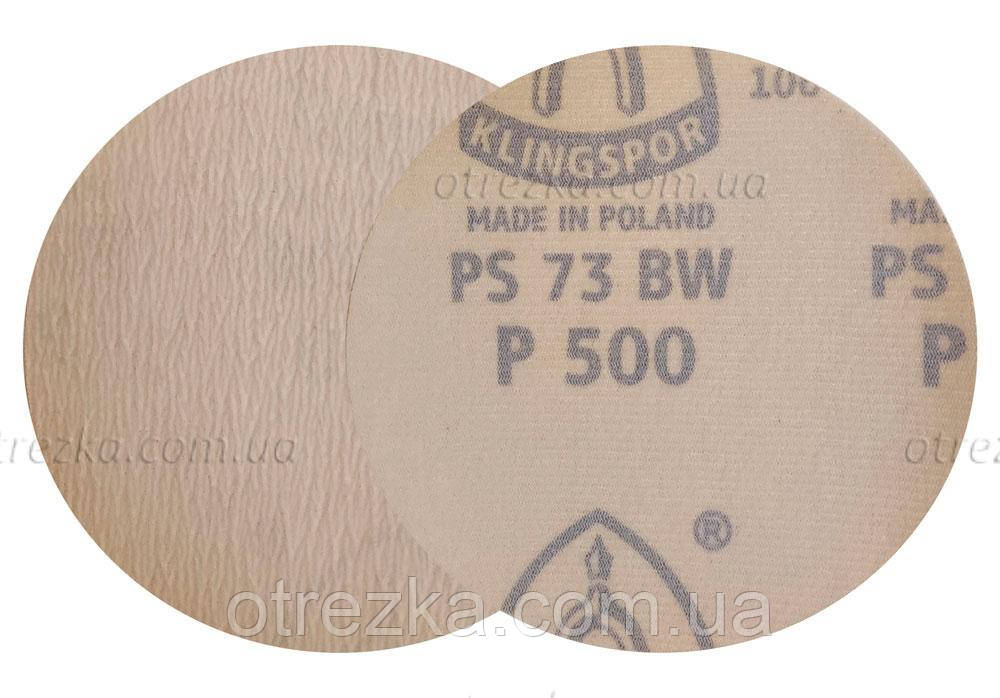 106
KLINGSPOR
otrezka.com.ua
MADE IN POLAND
PS 73 BW
P 500
MA
PS
P
otrezka.com.ua
otrez
®
otrezka.com.ua